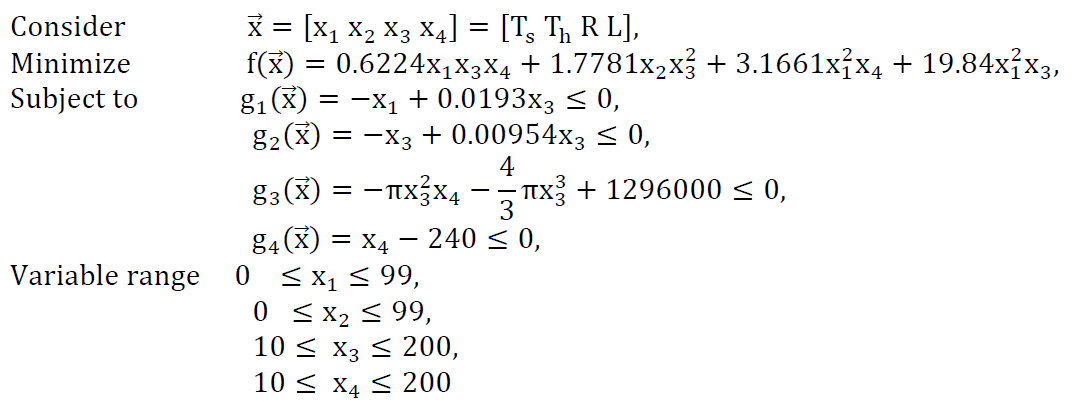 Consider x⃗ = [x₁ x₂ x₃ x₄] = [Tₛ Tₕ R L],
Minimize f(x⃗) = 0.6224x₁x₃x₄ + 1.7781x₂x₃² + 3.1661x₁²x₄ + 19.84x₁²x₃,
Subject to g₁(x⃗) = −x₁ + 0.0193x₃ ≤ 0,
g₂(x⃗) = −x₃ + 0.00954x₃ ≤ 0,
g₃(x⃗) = −πx₃²x₄ − 4/3 πx₃³ + 1296000 ≤ 0,
g₄(x⃗) = x₄ − 240 ≤ 0,
Variable range 0 ≤ x₁ ≤ 99,
0 ≤ x₂ ≤ 99,
10 ≤ x₃ ≤ 200,
10 ≤ x₄ ≤ 200